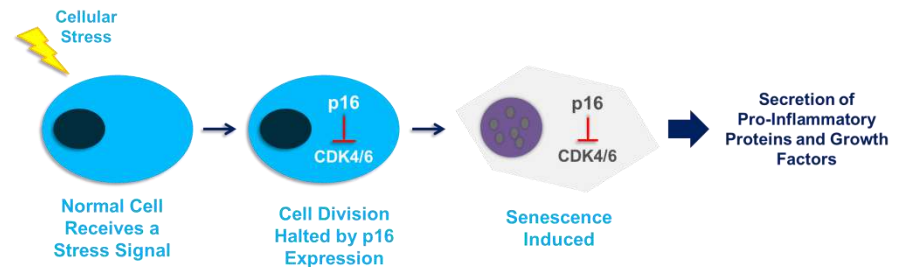 Cellular
Stress
p16
CDK4/6
p16
CDK4/6
Secretion of
Pro-Inflammatory
Proteins and Growth
Factors
Normal Cell
Receives a
Stress Signal
Cell Division
Halted by p16
Expression
Senescence
Induced